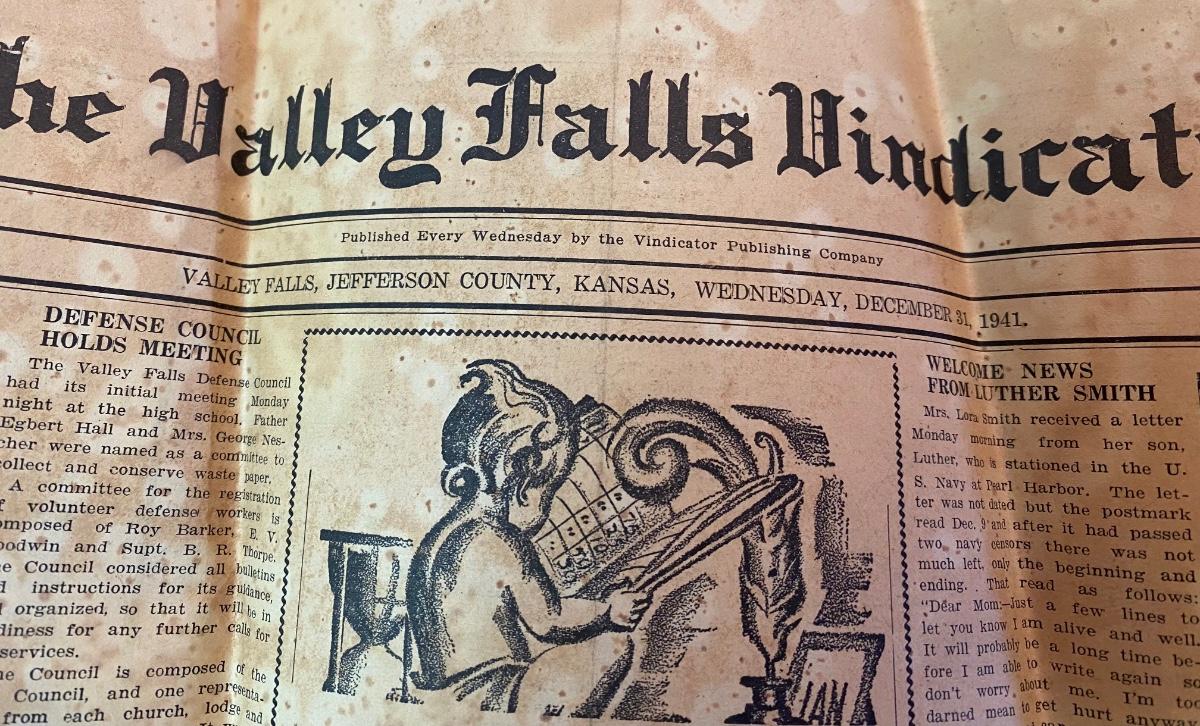 he Valley Falls Vindicat
Published Every Wednesday by the Vindicator Publishing Company
VALLEY FALLS, JEFFERSON COUNTY, KANSAS, WEDNESDAY, DECEMBER 31, 1941.
DEFENSE COUNCIL
HOLDS MEETING
The Valley Falls Defense Council
had its initial meeting Monday
night at the high school. Father
Egbert Hall and Mrs. George Nes-
cher were named as a committee to
collect and conserve waste paper.
A committee for the registration
f volunteer defense workers is
omposed of Roy Barker, E. V.
oodwin and Supt. B. R. Thorpe.
e Council considered all bulletins
d instructions for its guidance,
organized, so that it will be in
diness for any further calls for
services.
e Council is composed of the
Council, and one representa-
from each church, lodge and
WELCOME NEWS
FROM LUTHER SMITH
Mrs. Lora Smith received a letter
Monday morning from her son,
Luther, who is stationed in the U.
S. Navy at Pearl Harbor. The let-
ter was not dated but the postmark
read Dec. 9 and after it had passed
two navy censors there was not
much left, only the beginning and
ending. That read as follows:
"Dear Mom:—Just a few lines to
let you know I am alive and well.
It will probably be a long time be-
fore I am able to write again so
don't worry about me. I'm too
darned mean to get hurt anyway